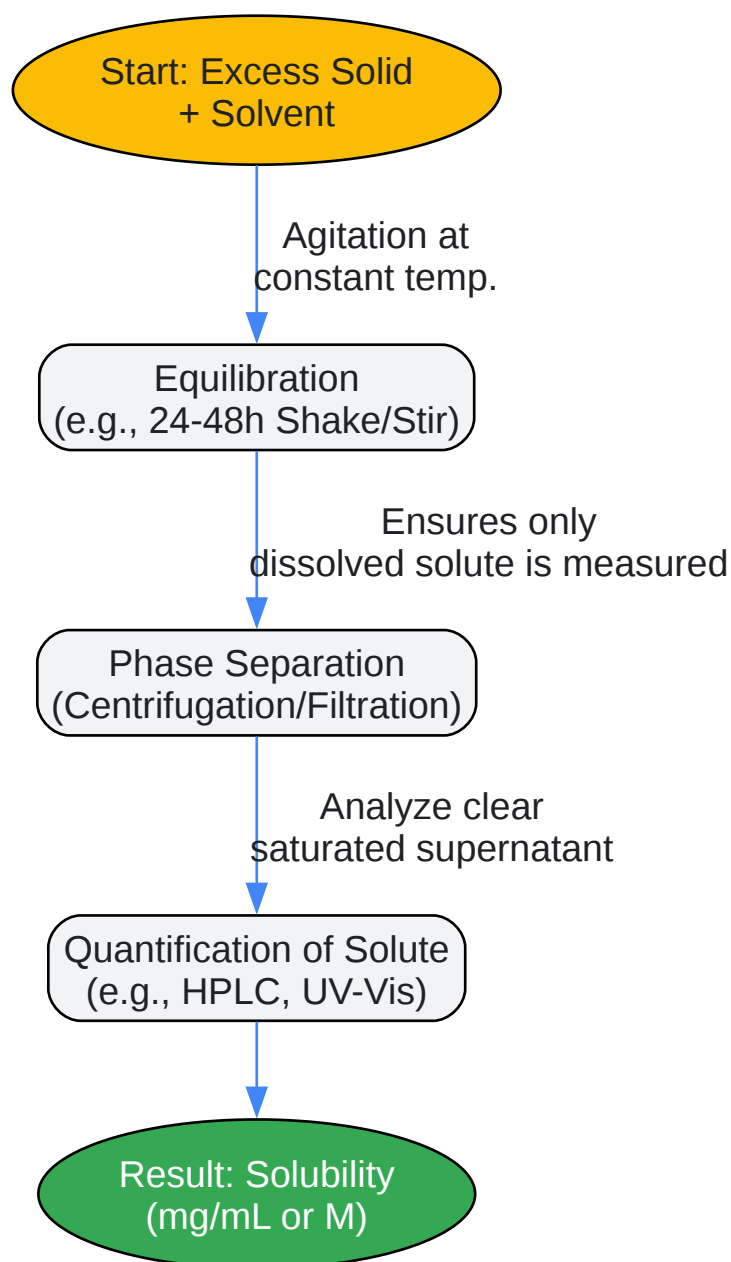 Start: Excess Solid
+ Solvent
Agitation at
constant temp.
Equilibration
(e.g., 24-48h Shake/Stir)
Ensures only
dissolved solute is measured
Phase Separation
(Centrifugation/Filtration)
Analyze clear
saturated supernatant
Quantification of Solute
(e.g., HPLC, UV-Vis)
Result: Solubility
(mg/mL or M)